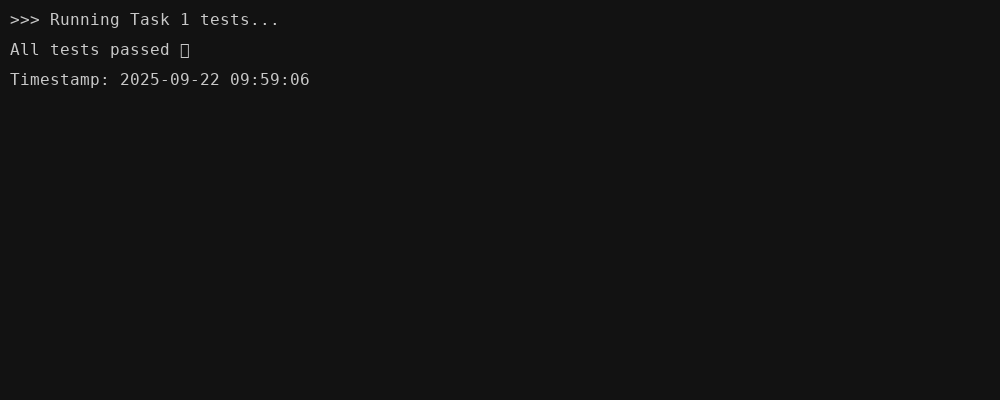 >>> Running Task 1 tests...
All tests passed ▯
Timestamp: 2025-09-22 09:59:06